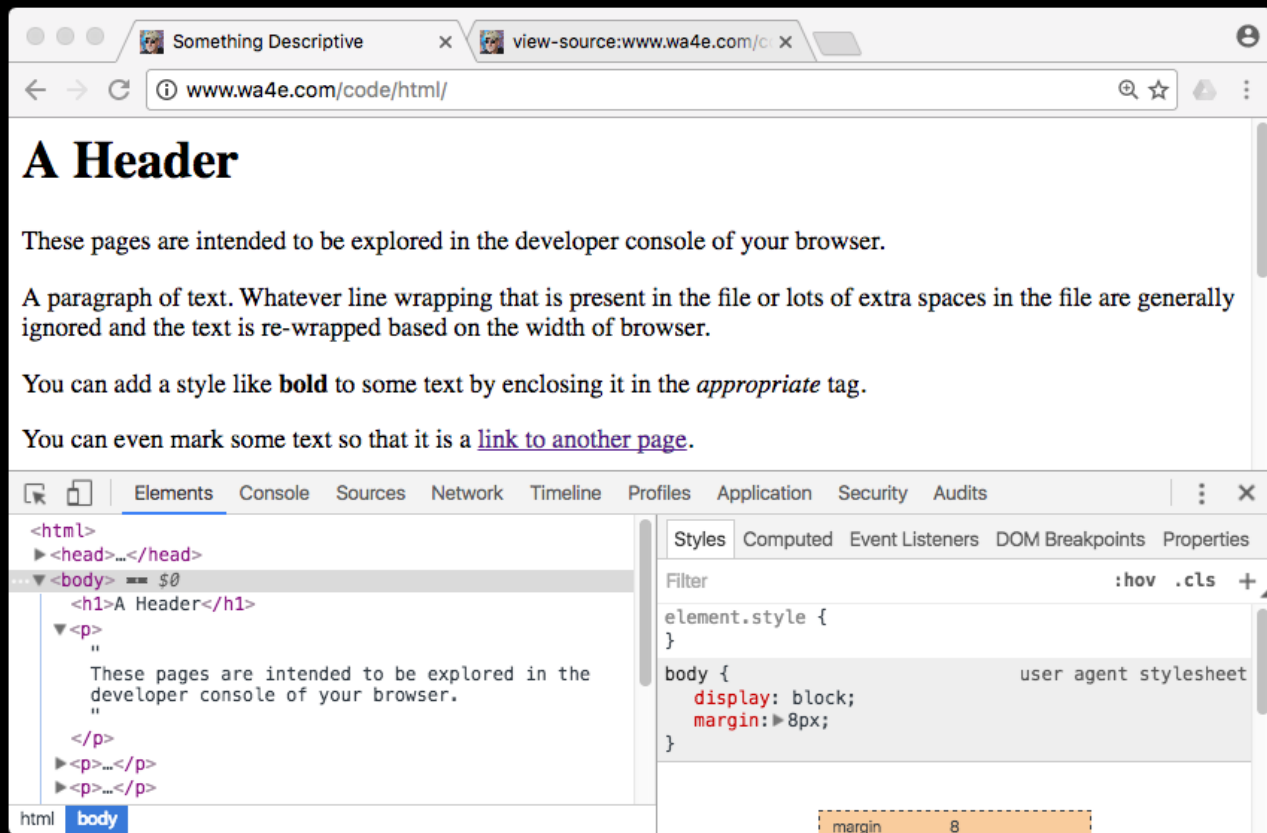 Something Descriptive
view-source:www.wa4e.com/c
www.wa4e.com/code/html/
A Header
These pages are intended to be explored in the developer console of your browser.
A paragraph of text. Whatever line wrapping that is present in the file or lots of extra spaces in the file are generally
ignored and the text is re-wrapped based on the width of browser.
You can add a style like bold to some text by enclosing it in the appropriate tag.
You can even mark some text so that it is a link to another page.
Elements Console Sources Network Timeline Profiles Application Security Audits
<html>
<head>…</head>
<body> == $0
<h1>A Header</h1>
<p>
"
These pages are intended to be explored in the
developer console of your browser.
"
</p>
<p>…</p>
<p>…</p>
html body
Styles Computed Event Listeners DOM Breakpoints Properties
Filter :hov .cls +
element.style {
}
body { user agent stylesheet
display: block;
margin: 8px;
}
margin 8